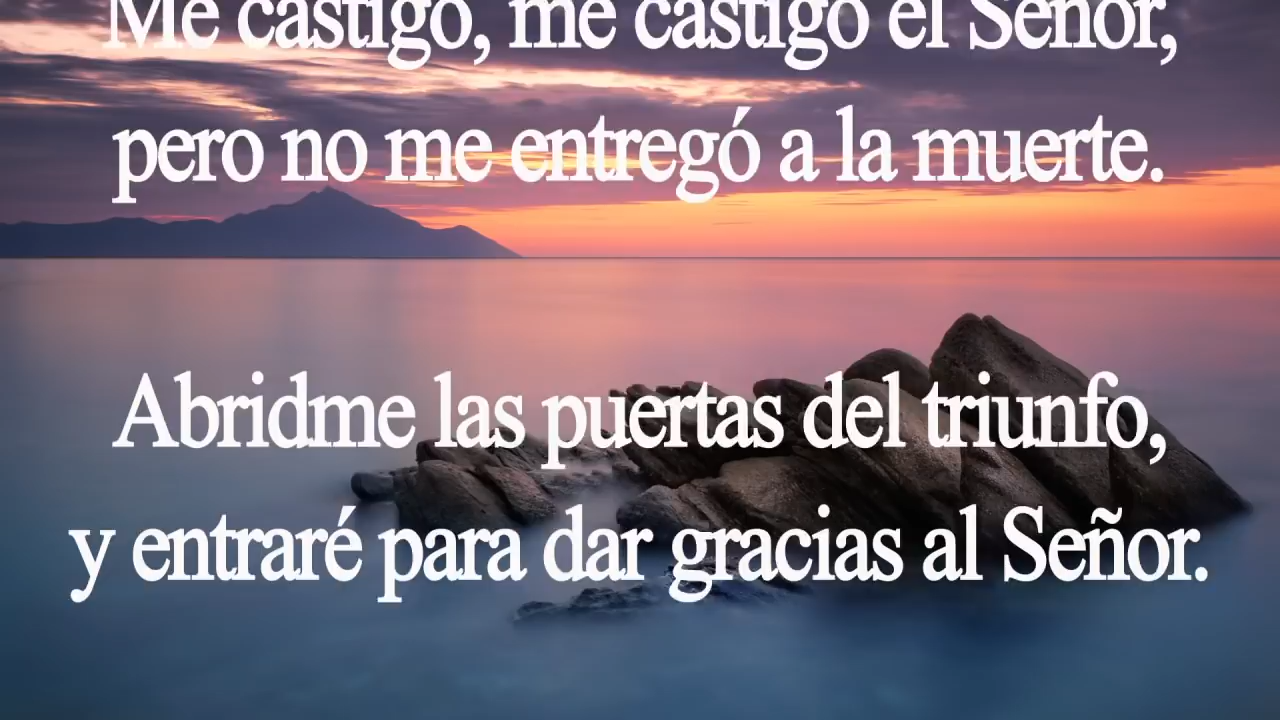 Me castigó, me castigó el Señor,
pero no me entregó a la muerte.
Abridme las puertas del triunfo,
y entraré para dar gracias al Señor.